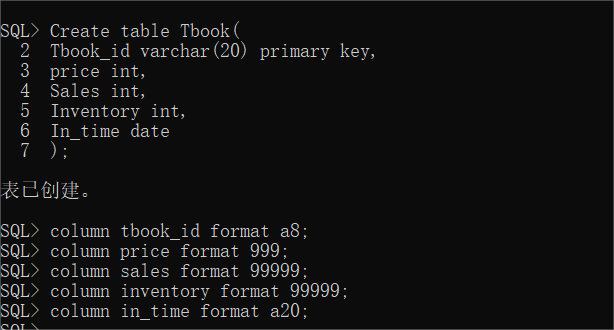 SQL> Create table Tbook(
2 Tbook_id varchar(20) primary key,
3 price int,
4 Sales int,
5 Inventory int,
6 In_time date
7 );
表已创建。
SQL> column tbook_id format a8;
SQL> column price format 999;
SQL> column sales format 99999;
SQL> column inventory format 99999;
SQL> column in_time format a20;
SQL>